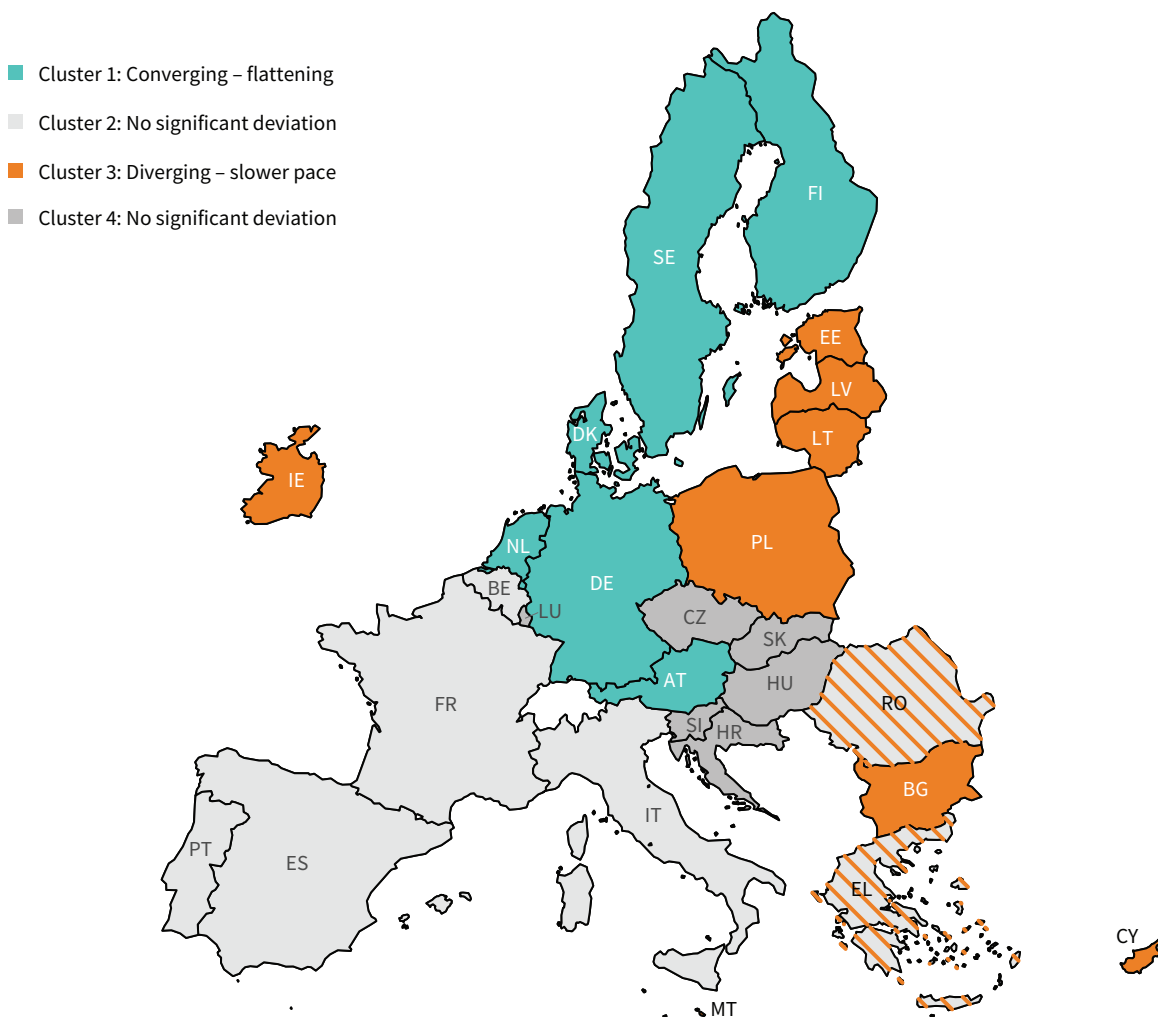 Cluster 1: Converging – flattening
Cluster 2: No significant deviation
Cluster 3: Diverging – slower pace
Cluster 4: No significant deviation
FI
SE
EE
LV
DK
LT
IE
PL
NL
DE
BE
LU
CZ
SK
AT
HU
FR
RO
SI
HR
BG
IT
PT
ES
EL
CY
MT